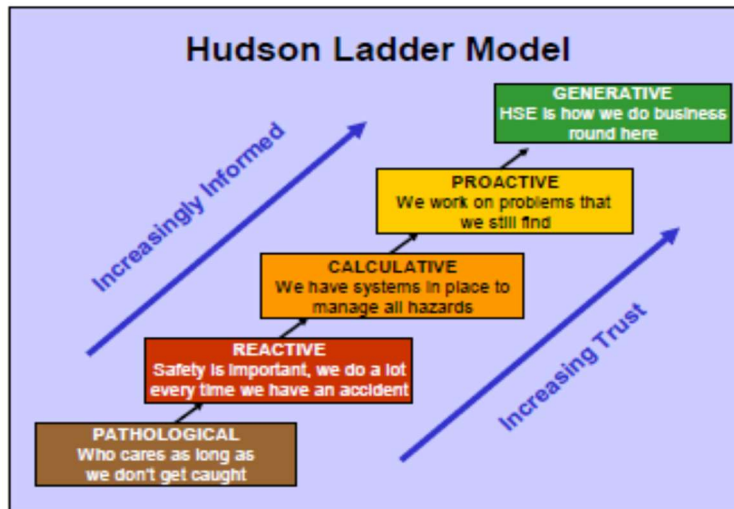 Hudson Ladder Model
GENERATIVE
HSE is how we do business
round here
Increasingly Informed
PROACTIVE
We work on problems that
we still find
CALCULATIVE
We have systems in place to
manage all hazards
Increasing Trust
REACTIVE
Safety is important, we do a lot
every time we have an accident
PATHOLOGICAL
Who cares as long as
we don't get caught